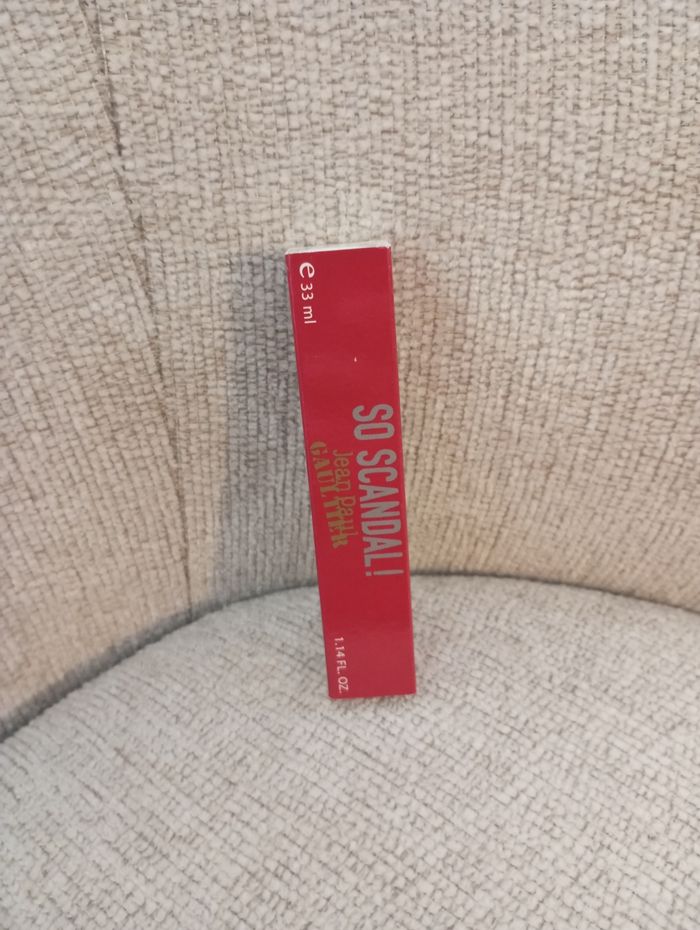 e 33 ml
SO SCANDAL!
Jean Paul
GAULTIER
1.14 FL. OZ.